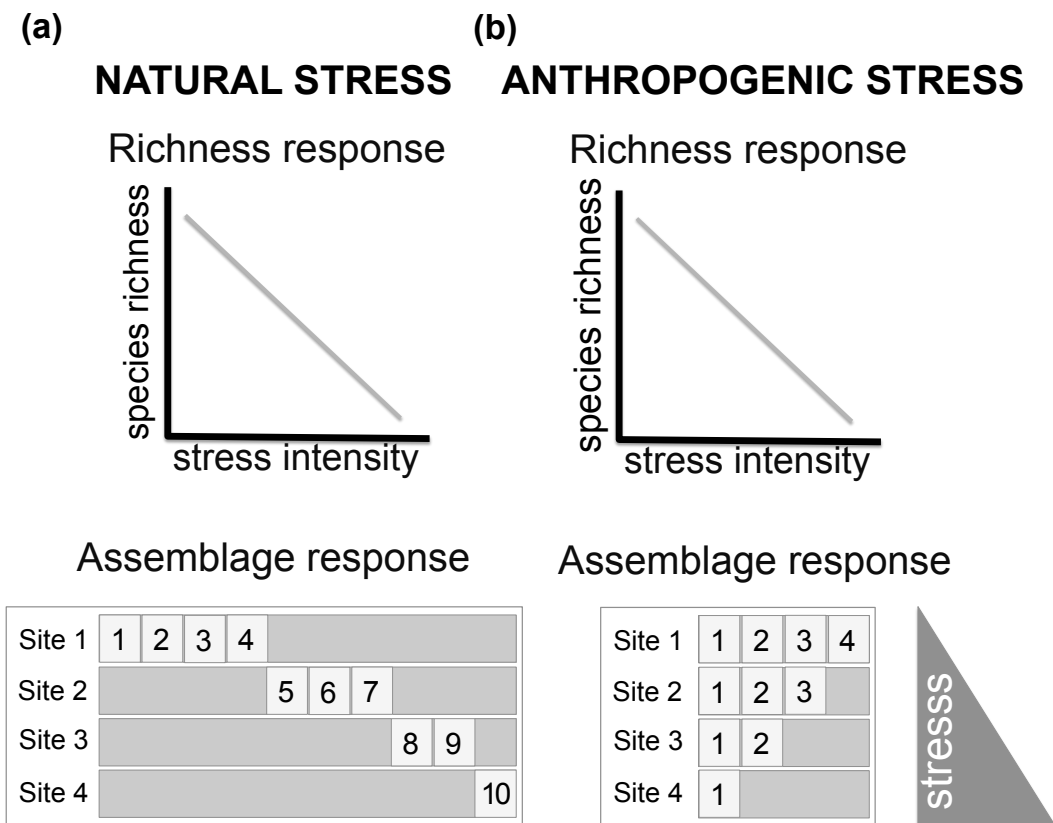 (a)
NATURAL STRESS
Richness response
species richness
stress intensity
Assemblage response
Site 1 1 2 3 4
Site 2 5 6 7
Site 3 8 9
Site 4 10
(b)
ANTHROPOGENIC STRESS
Richness response
species richness
stress intensity
Assemblage response
Site 1 1 2 3 4
Site 2 1 2 3
Site 3 1 2
Site 4 1
stresss